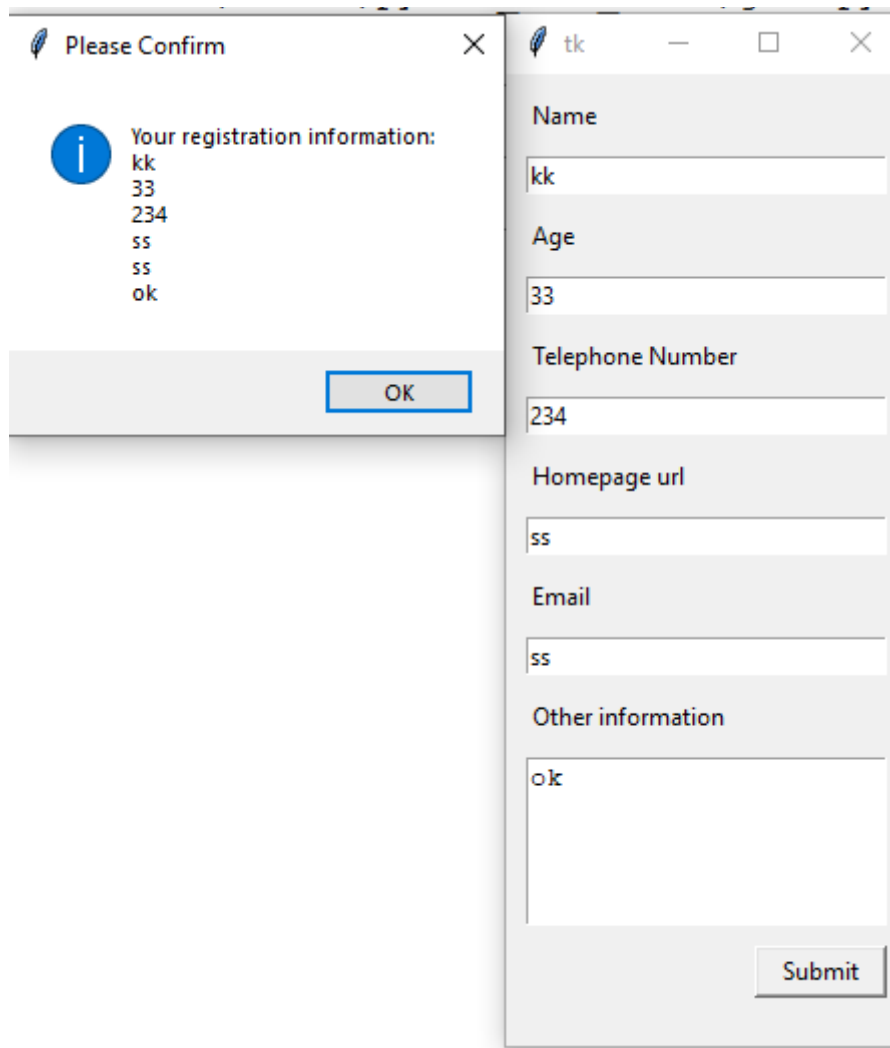 Please Confirm
Your registration information:
kk
33
234
ss
ss
ok
OK
tk
Name
kk
Age
33
Telephone Number
234
Homepage url
ss
Email
ss
Other information
ok
Submit